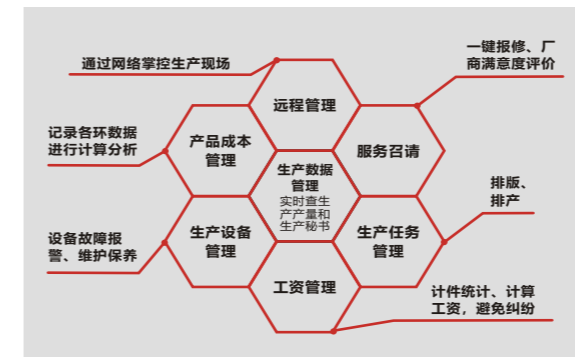 通过网络掌控生产现场
一键报修、厂
商满意度评价
远程管理
记录各环数据
进行计算分析
产品成本
管理
服务召请
生产数据
管理
实时查生
产产量和
生产秘书
排版、
排产
设备故障报
警、维护保养
生产设备
管理
生产任务
管理
工资管理
计件统计、计算
工资，避免纠纷